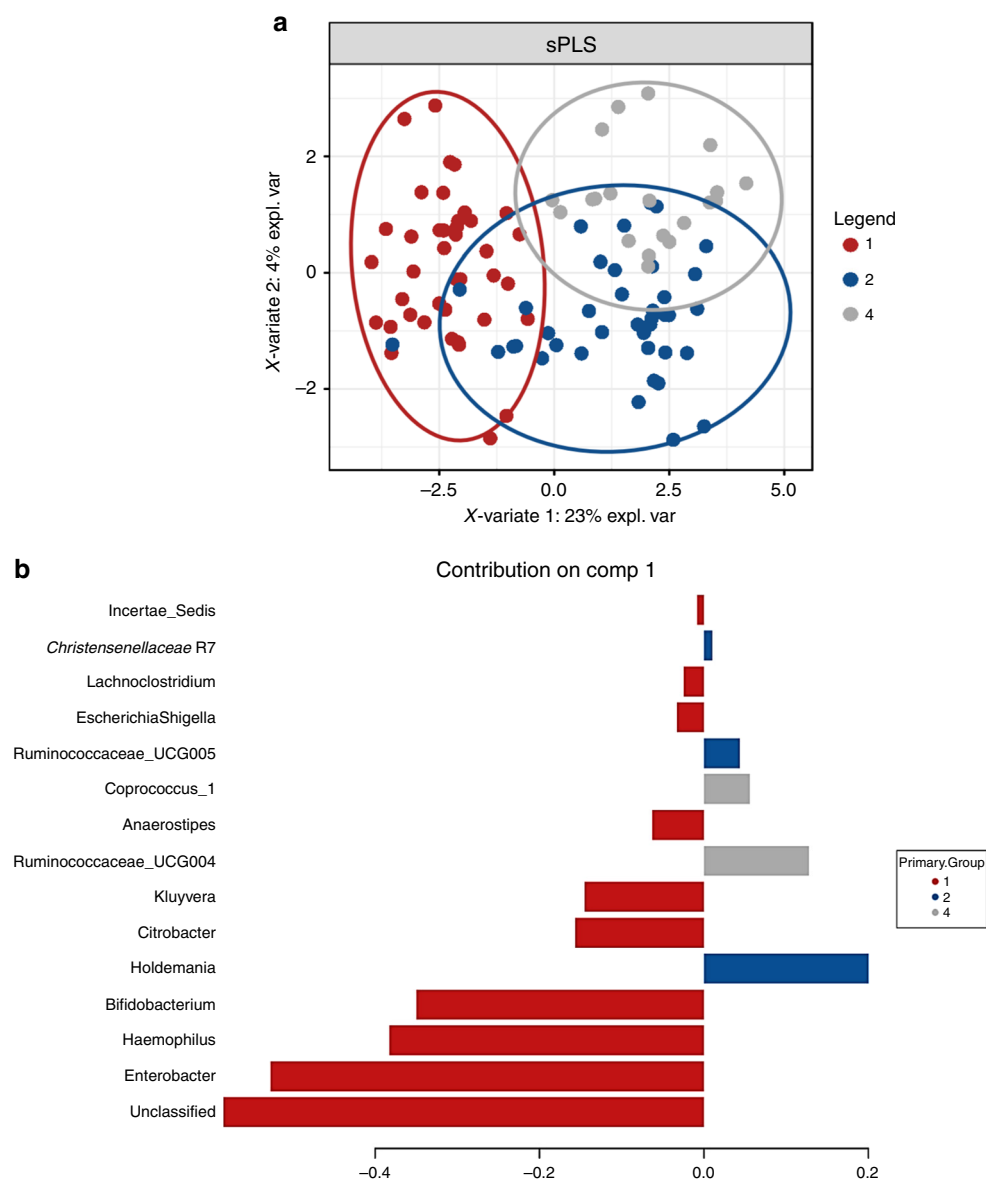 a
sPLS
2
0
−2
X-variate 2: 4% expl. var
−2.5 0.0 2.5 5.0
X-variate 1: 23% expl. var
Legend
1
2
4
b
Contribution on comp 1
Incertae_Sedis
Christensenellaceae R7
Lachnoclostridium
EscherichiaShigella
Ruminococcaceae_UCG005
Coprococcus_1
Anaerostipes
Ruminococcaceae_UCG004
Kluyvera
Citrobacter
Holdemania
Bifidobacterium
Haemophilus
Enterobacter
Unclassified
−0.4 −0.2 0.0 0.2
Primary.Group
1
2
4